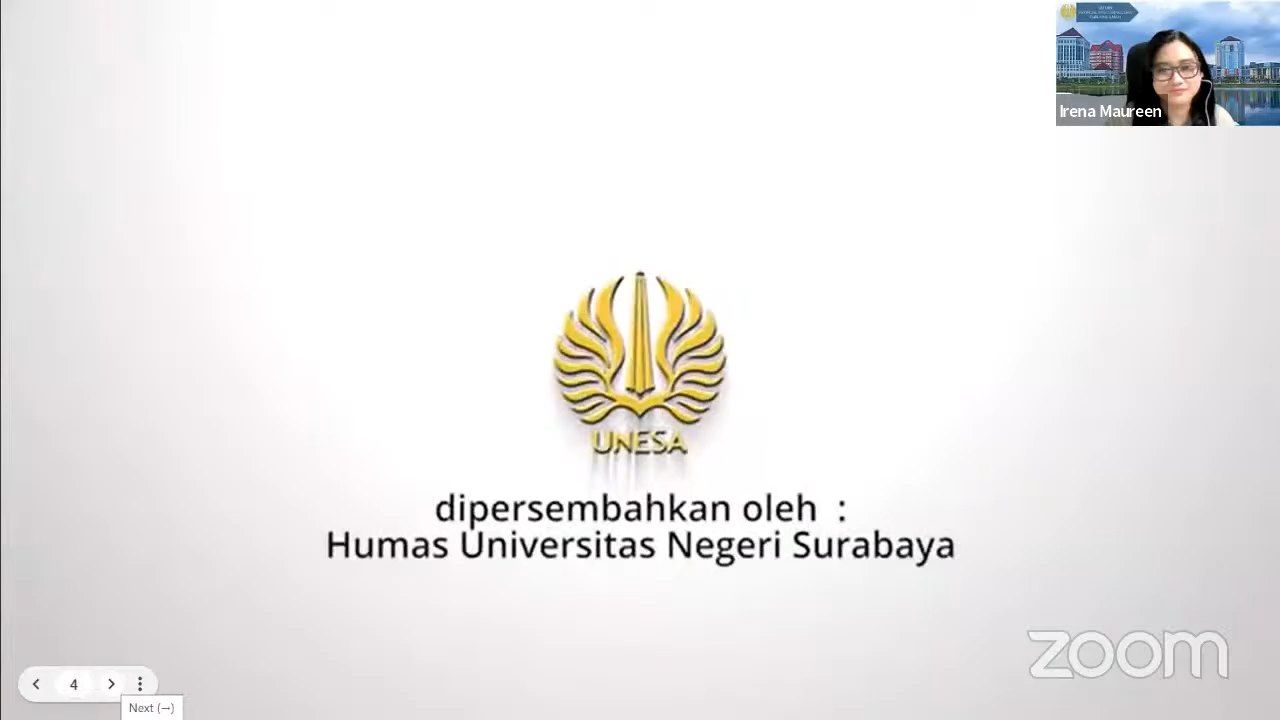 Irena Maureen
UNESA
dipersembahkan oleh :
Humas Universitas Negeri Surabaya
zoom
4
Next (→)